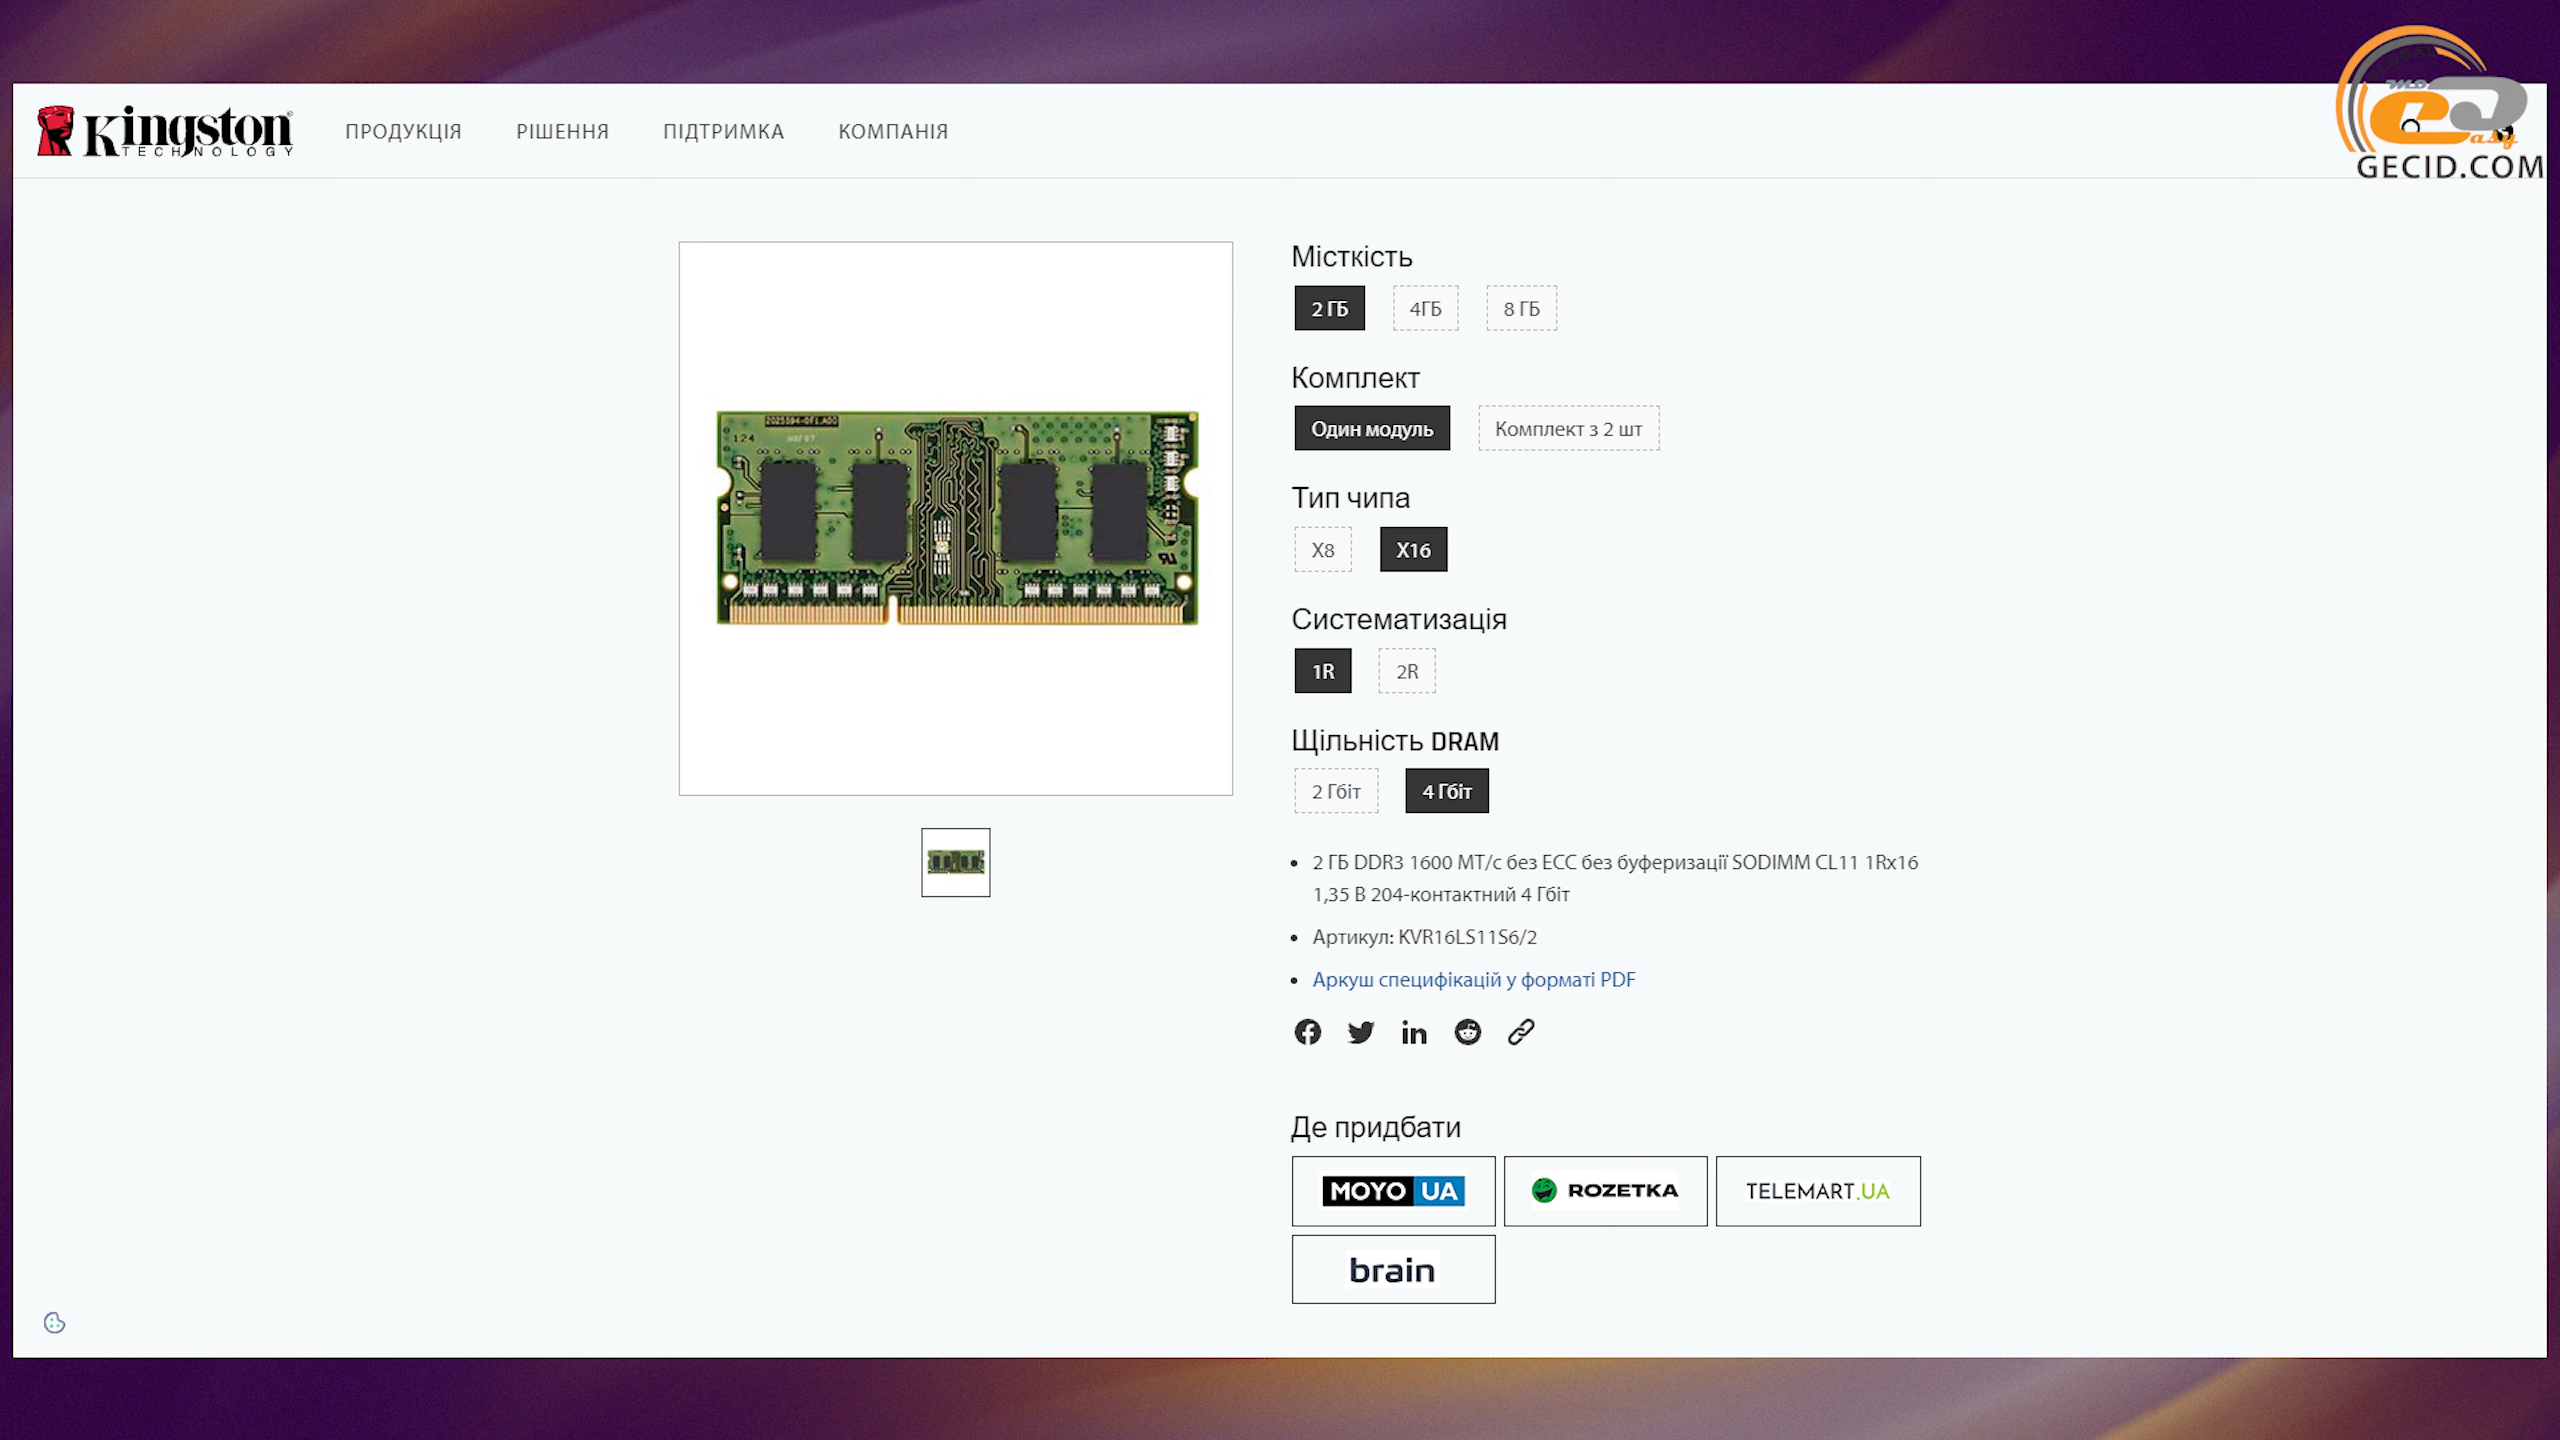 Kingston
TECHNOLOGY
ПРОДУКЦІЯ РІШЕННЯ ПІДТРИМКА КОМПАНІЯ
easy
GECID.COM
Місткість
2 ГБ 4ГБ 8 ГБ
Комплект
Один модуль Комплект з 2 шт
Тип чипа
X8 X16
Систематизація
1R 2R
Щільність DRAM
2 Гбіт 4 Гбіт
2 ГБ DDR3 1600 МТ/с без ECC без буферизації SODIMM CL11 1Rx16
1,35 В 204-контактний 4 Гбіт
Артикул: KVR16LS11S6/2
Аркуш специфікацій у форматі PDF
Де придбати
MOYO UA ROZETKA TELEMART.UA
brain
124